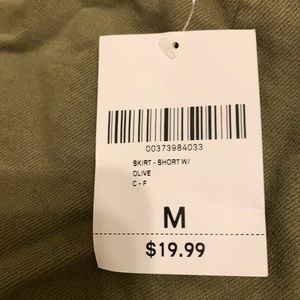 00373984033
SKIRT - SHORT W/
OLIVE
C - F
M
$19.99